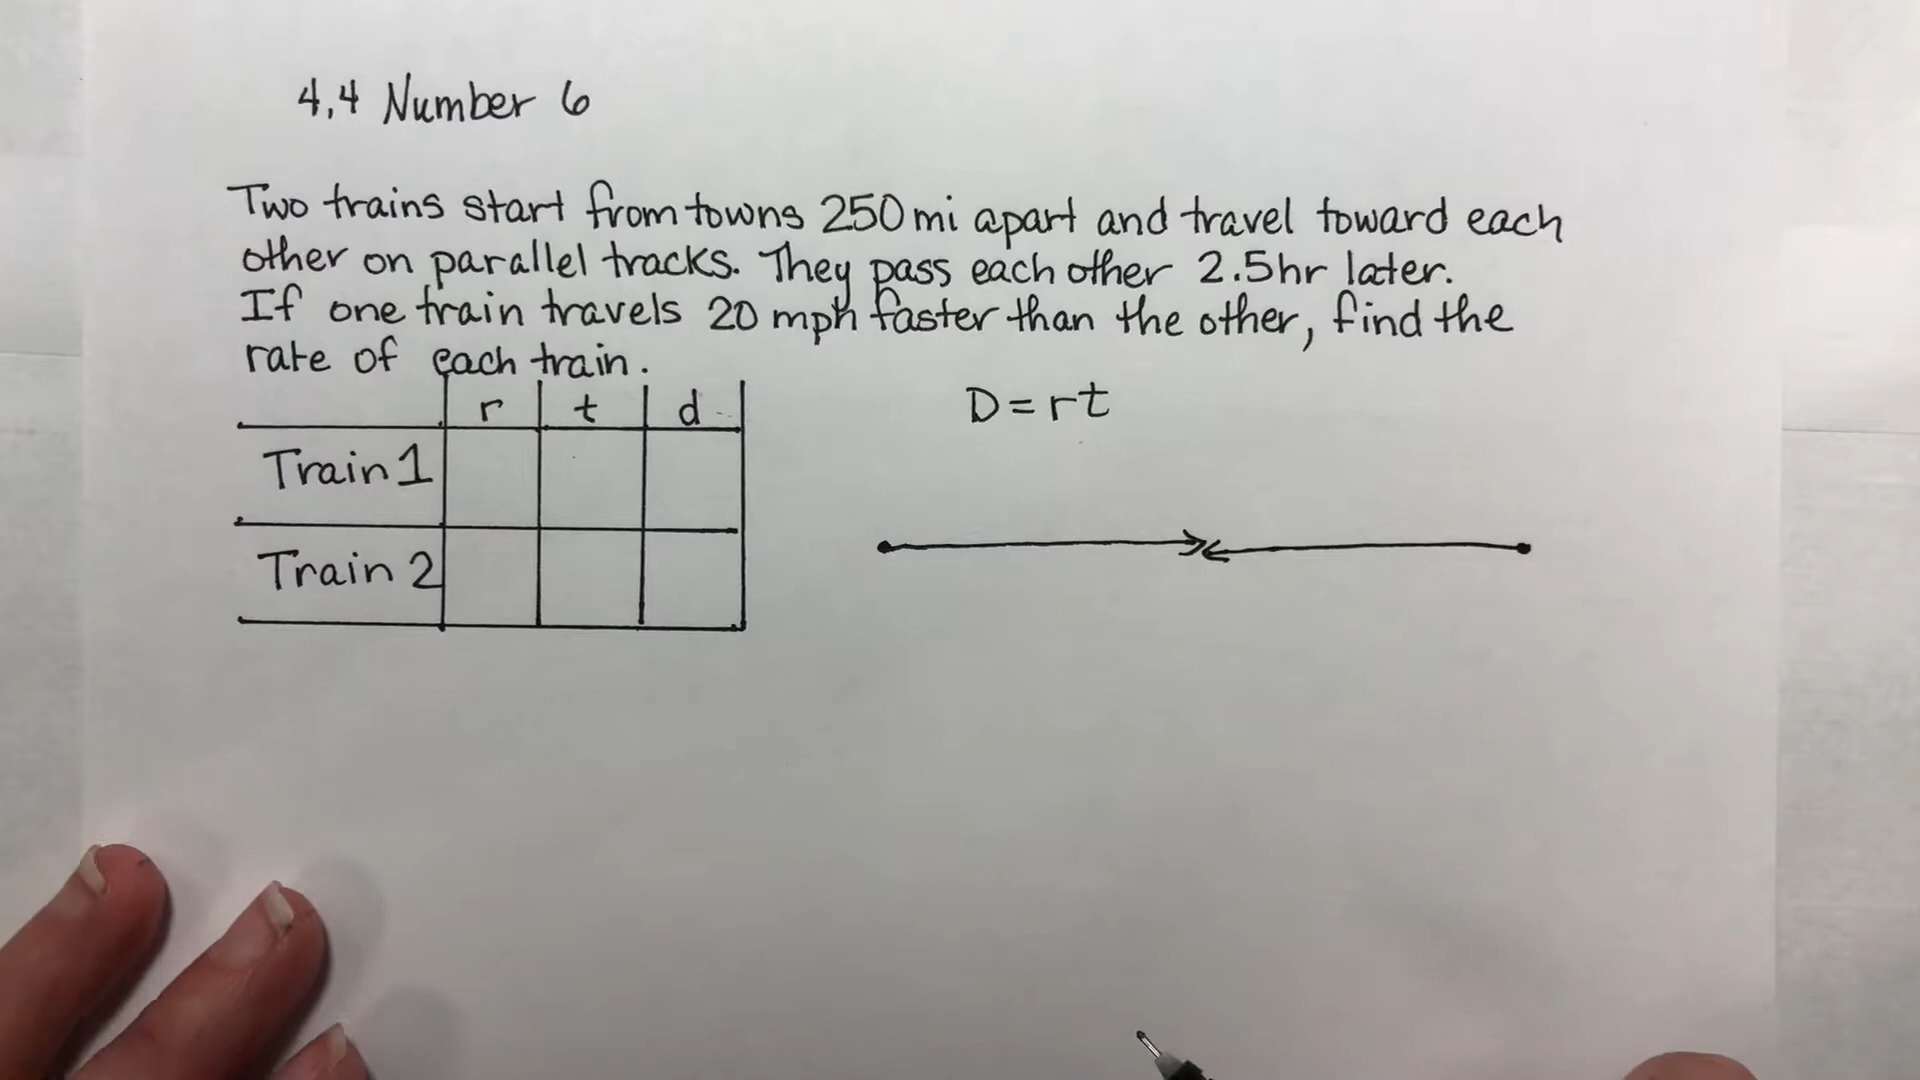 4.4 Number 6
Two trains start from towns 250 mi apart and travel toward each
other on parallel tracks. They pass each other 2.5hr later.
If one train travels 20 mph faster than the other, find the
rate of each train.
r t d
D = rt
Train 1
Train 2